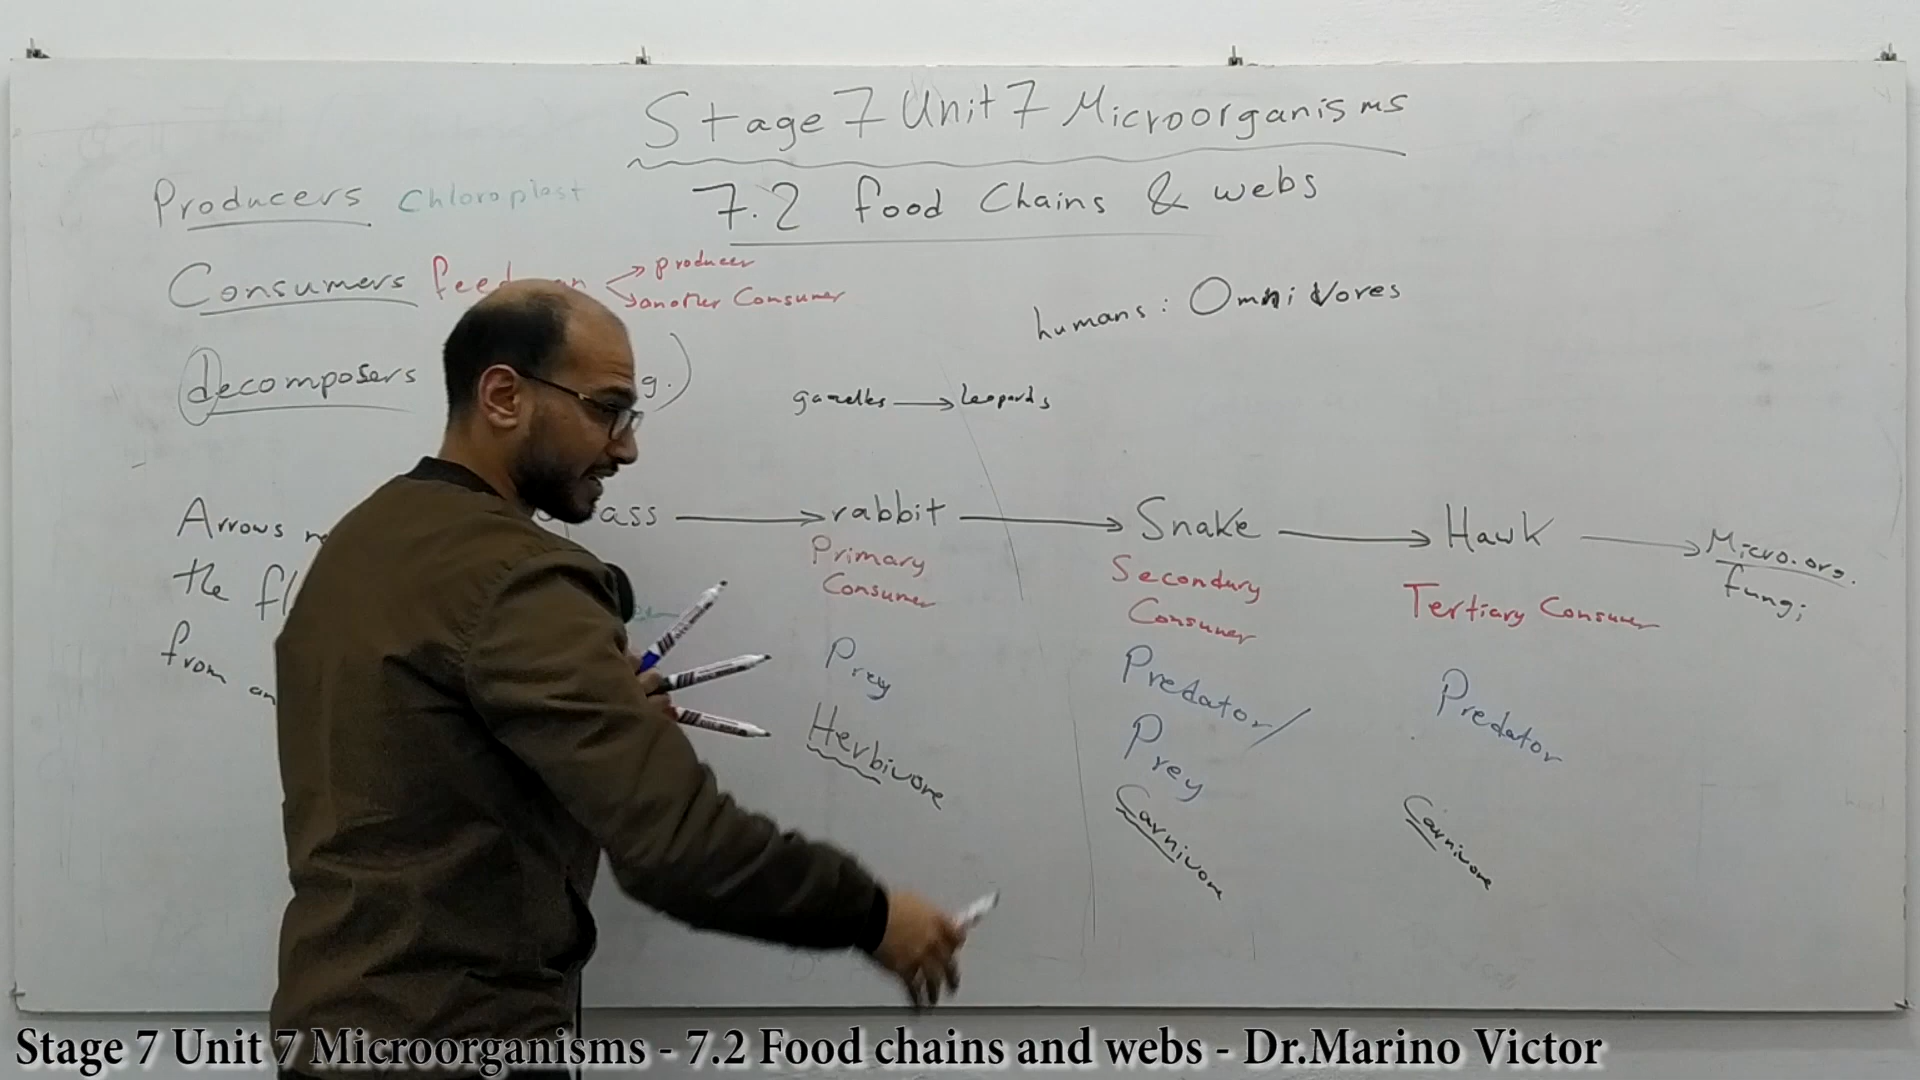 Stage 7 Unit 7 Microorganisms
7.2 food Chains & webs
Producers Chloroplast
Consumers feed on
producer
another Consumer
humans: Omnivores
decomposers g.)
gazelles → leopards
Arrows
the fl
from an
ass → rabbit → Snake → Hawk → Micro.org.
fungi
Primary Consumer
Secondary Consumer
Tertiary Consumer
Prey
Predator/
Prey
Predator
Herbivore
Carnivore
Carnivore
Stage 7 Unit 7 Microorganisms - 7.2 Food chains and webs - Dr.Marino Victor